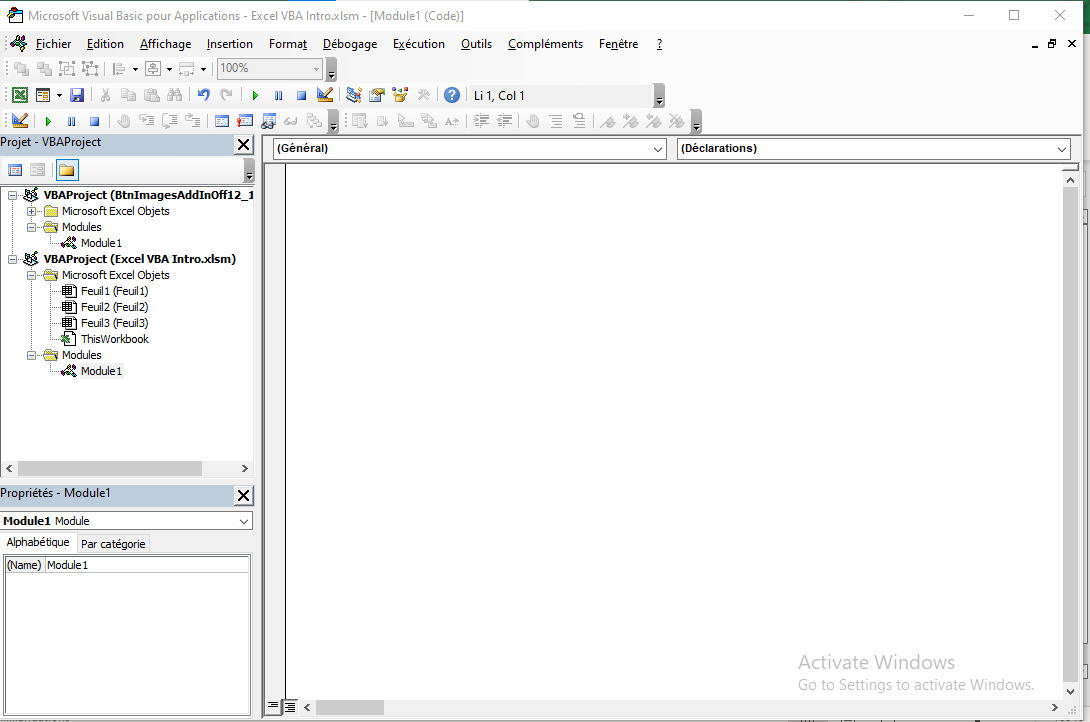 Microsoft Visual Basic pour Applications - Excel VBA Intro.xlsm - [Module1 (Code)]
Fichier Edition Affichage Insertion Format Débogage Exécution Outils Compléments Fenêtre ?
100%
Li 1, Col 1
Projet - VBAProject
(Général) (Déclarations)
VBAProject (BtnImagesAddInOff12_1
Microsoft Excel Objets
Modules
Module1
VBAProject (Excel VBA Intro.xlsm)
Microsoft Excel Objets
Feuil1 (Feuil1)
Feuil2 (Feuil2)
Feuil3 (Feuil3)
ThisWorkbook
Modules
Module1
Propriétés - Module1
Module1 Module
Alphabétique Par catégorie
(Name) Module1
Activate Windows
Go to Settings to activate Windows.